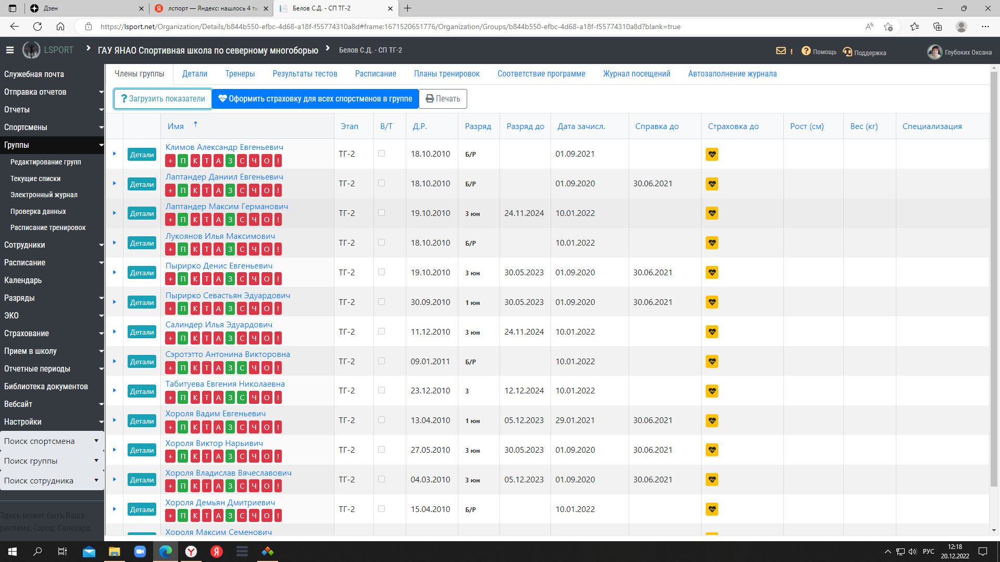 Дзен
лспорт — Яндекс: нашлось 4 ты
Белов С.Д. - СП ТГ-2
https://lsport.net/Organization/Details/b844b550-efbc-4d68-a18f-f55774310a8d#frame:1671520651776/Organization/Groups/b844b550-efbc-4d68-a18f-f55774310a8d?blank=true
LSPORT
ГАУ ЯНАО Спортивная школа по северному многоборью
Белов С.Д. - СП ТГ-2
! Помощь Поддержка Глубоких Оксана
Служебная почта
Отправка отчетов
Отчеты
Спортсмены
Группы
Редактирование групп
Текущие списки
Электронный журнал
Проверка данных
Расписание тренировок
Сотрудники
Расписание
Календарь
Разряды
ЭКО
Страхование
Прием в школу
Отчетные периоды
Библиотека документов
Вебсайт
Настройки
Поиск спортсмена
Поиск группы
Поиск сотрудника
Здесь может быть Ваша
реклама. Город: Салехард.
Члены группы Детали Тренеры Результаты тестов Расписание Планы тренировок Соответствие программе Журнал посещений Автозаполнение журнала
? Загрузить показатели Оформить страховку для всех спорстменов в группе Печать
Имя Этап В/Т Д.Р. Разряд Разряд до Дата зачисл. Справка до Страховка до Рост (см) Вес (кг) Специализация
Климов Александр Евгеньевич
Детали ТГ-2 18.10.2010 Б/Р 01.09.2021
+ П К Т А З С Ч О !
Лаптандер Даниил Евгеньевич
Детали ТГ-2 18.10.2010 Б/Р 01.09.2020 30.06.2021
+ П К Т А З С Ч О !
Лаптандер Максим Германович
Детали ТГ-2 19.10.2010 3 юн 24.11.2024 10.01.2022
+ П К Т А З С Ч О !
Лукоянов Илья Максимович
Детали ТГ-2 18.10.2010 Б/Р 10.01.2022
+ П К Т А З С Ч О !
Пырирко Денис Евгеньевич
Детали ТГ-2 19.10.2010 3 юн 30.05.2023 01.09.2020 30.06.2021
+ П К Т А З С Ч О !
Пырирко Севастьян Эдуардович
Детали ТГ-2 30.09.2010 1 юн 30.05.2023 01.09.2020 30.06.2021
+ П К Т А З С Ч О !
Салиндер Илья Эдуардович
Детали ТГ-2 11.12.2010 3 юн 24.11.2024 10.01.2022
+ П К Т А З С Ч О !
Сэротэтто Антонина Викторовна
Детали ТГ-2 09.01.2011 Б/Р 10.01.2022
+ П К Т А З С Ч О !
Табитуева Евгения Николаевна
Детали ТГ-2 23.12.2010 3 12.12.2024 10.01.2022
+ П К Т А З С Ч О !
Хороля Вадим Евгеньевич
Детали ТГ-2 13.04.2010 1 юн 05.12.2023 29.01.2021 30.06.2021
+ П К Т А З С Ч О !
Хороля Виктор Нарьивич
Детали ТГ-2 27.05.2010 3 юн 30.05.2023 01.09.2020 30.06.2021
+ П К Т А З С Ч О !
Хороля Владислав Вячеславович
Детали ТГ-2 04.03.2010 3 юн 05.12.2023 01.09.2020 30.06.2021
+ П К Т А З С Ч О !
Хороля Демьян Дмитриевич
Детали ТГ-2 15.04.2010 Б/Р 10.01.2022
+ П К Т А З С Ч О !
Хороля Максим Семенович
РУС
12:18
20.12.2022